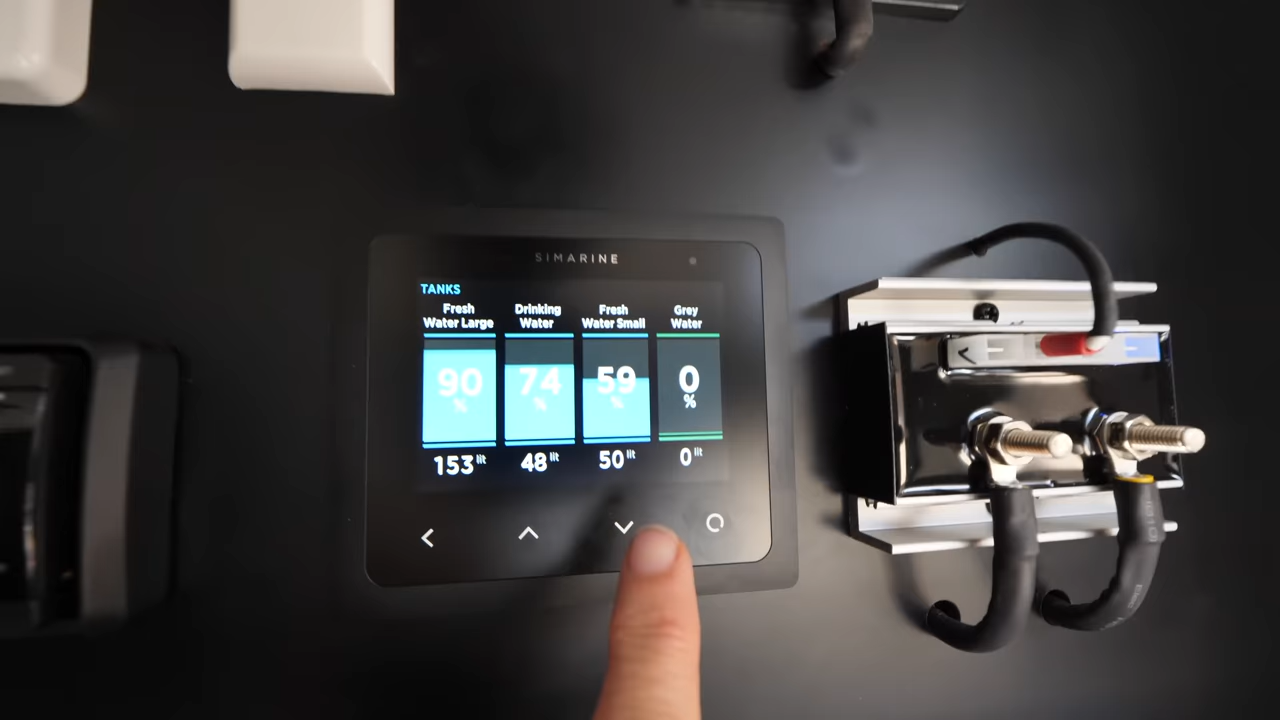 SIMARINE
TANKS
Fresh Water Large
Drinking Water
Fresh Water Small
Grey Water
90 %
74 %
59 %
0 %
153 lit
48 lit
50 lit
0 lit